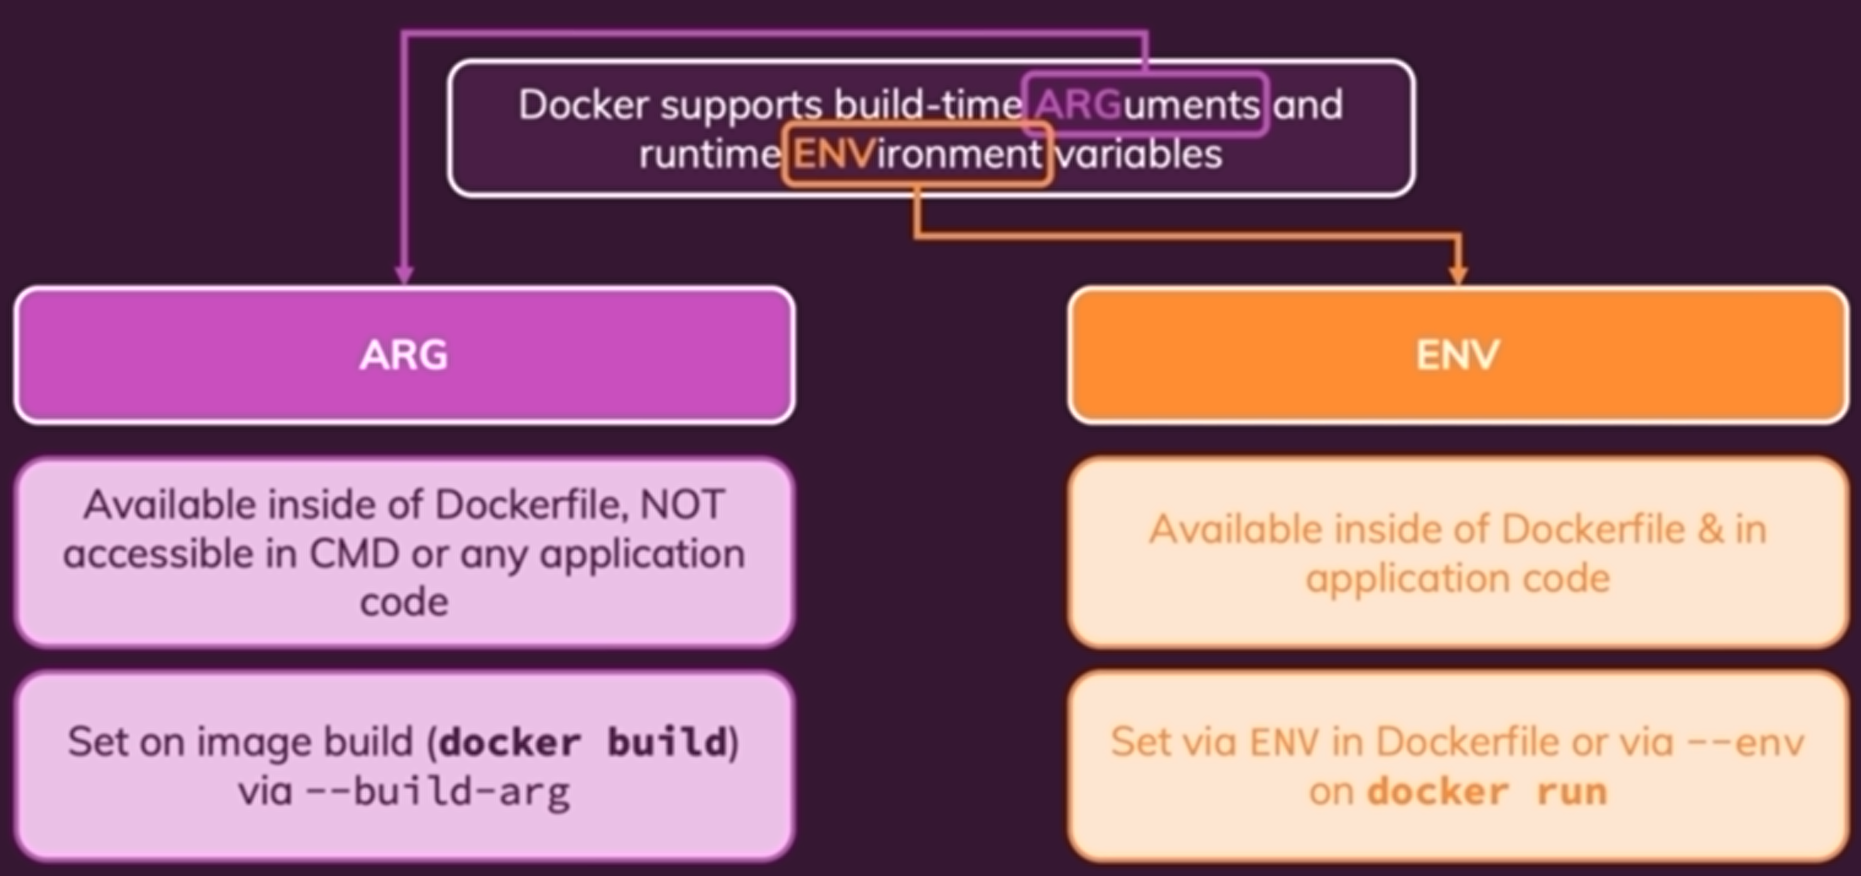 Docker supports build-time ARGuments and
runtime ENVironment variables
ARG
ENV
Available inside of Dockerfile, NOT
accessible in CMD or any application
code
Available inside of Dockerfile & in
application code
Set on image build (docker build)
via --build-arg
Set via ENV in Dockerfile or via --env
on docker run